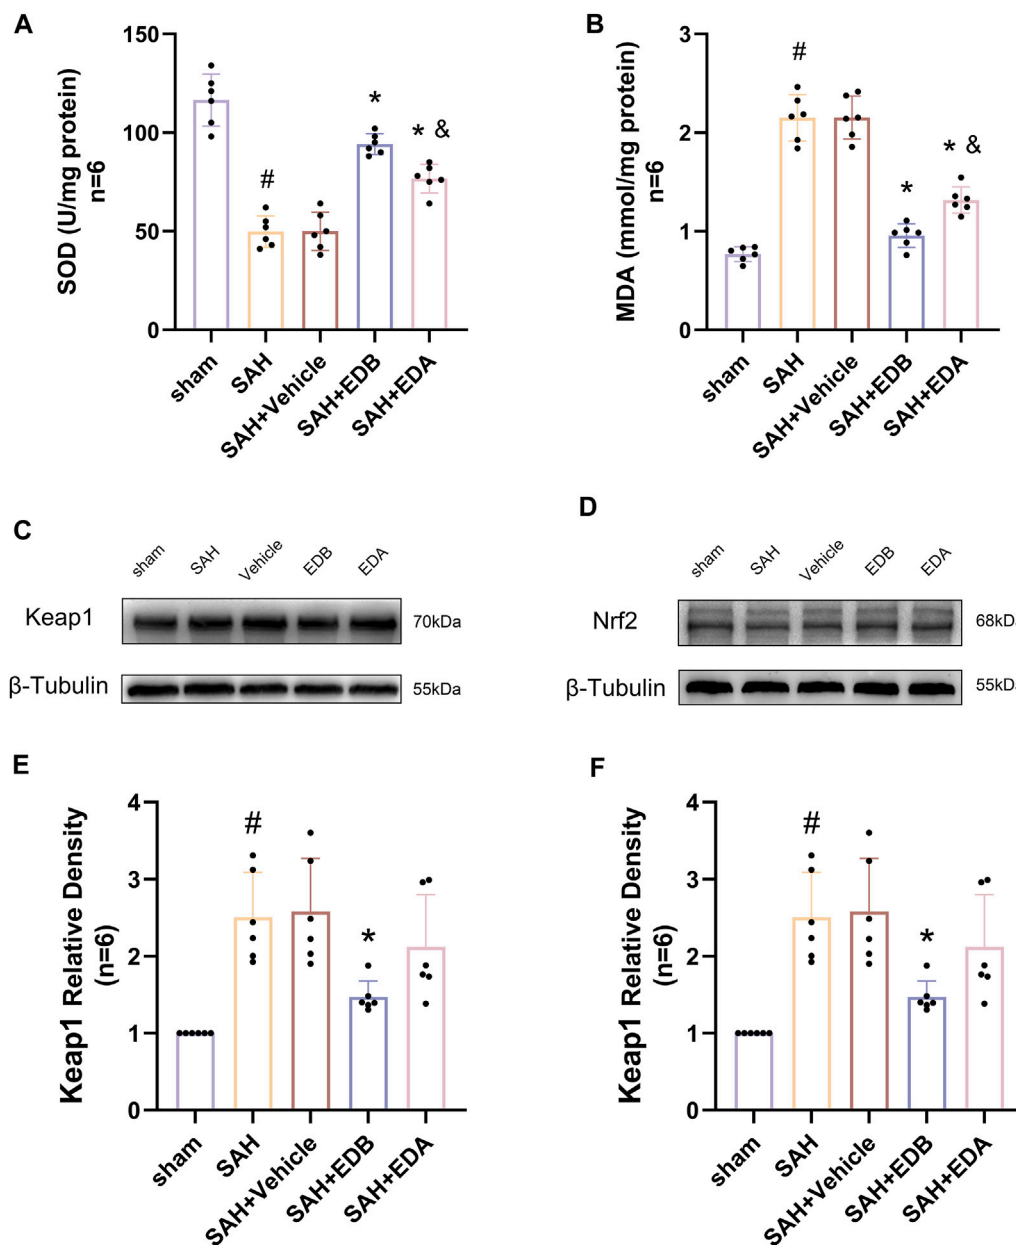 A
SOD (U/mg protein)
n=6
150
100
50
0
#
*
* &
sham
SAH
SAH+Vehicle
SAH+EDB
SAH+EDA
B
MDA (mmol/mg protein)
n=6
3
2
1
0
#
*
* &
sham
SAH
SAH+Vehicle
SAH+EDB
SAH+EDA
C
sham
SAH
Vehicle
EDB
EDA
Keap1
70kDa
β-Tubulin
55kDa
D
sham
SAH
Vehicle
EDB
EDA
Nrf2
68kDa
β-Tubulin
55kDa
E
Keap1 Relative Density
(n=6)
4
3
2
1
0
#
*
sham
SAH
SAH+Vehicle
SAH+EDB
SAH+EDA
F
Keap1 Relative Density
(n=6)
4
3
2
1
0
#
*
sham
SAH
SAH+Vehicle
SAH+EDB
SAH+EDA